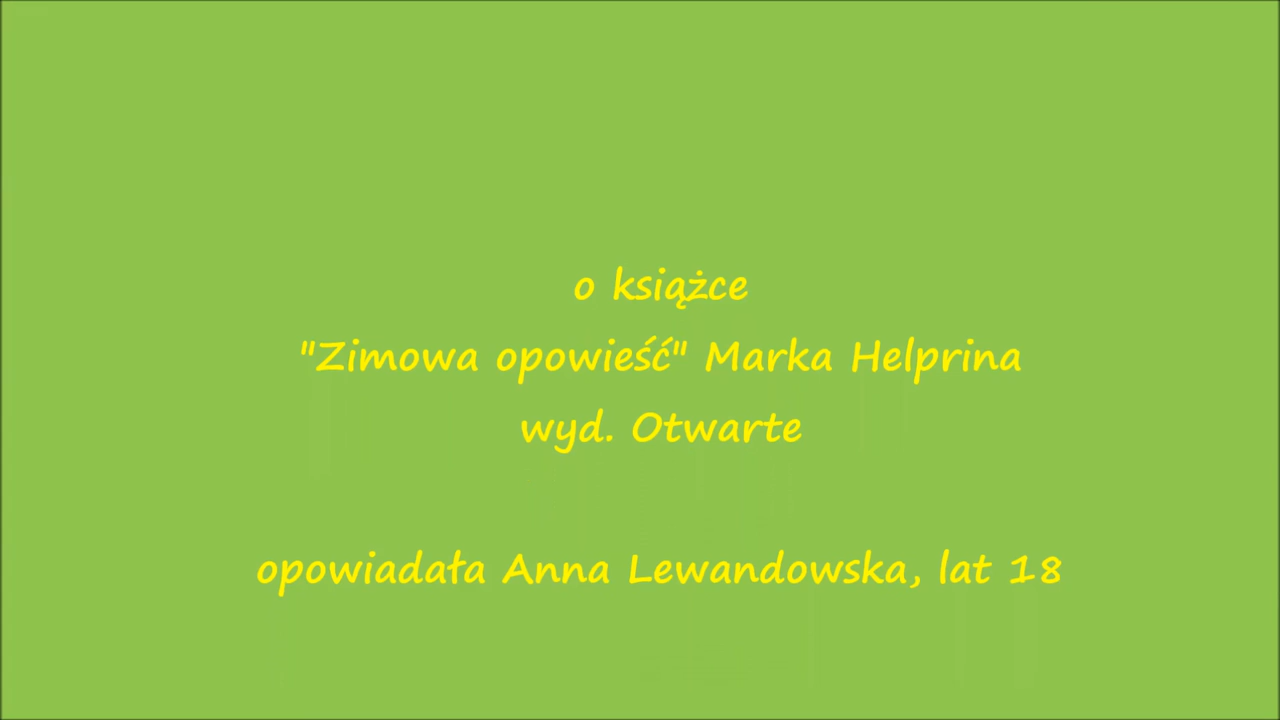 o książce
"Zimowa opowieść" Marka Helprina
wyd. Otwarte
opowiadała Anna Lewandowska, lat 18